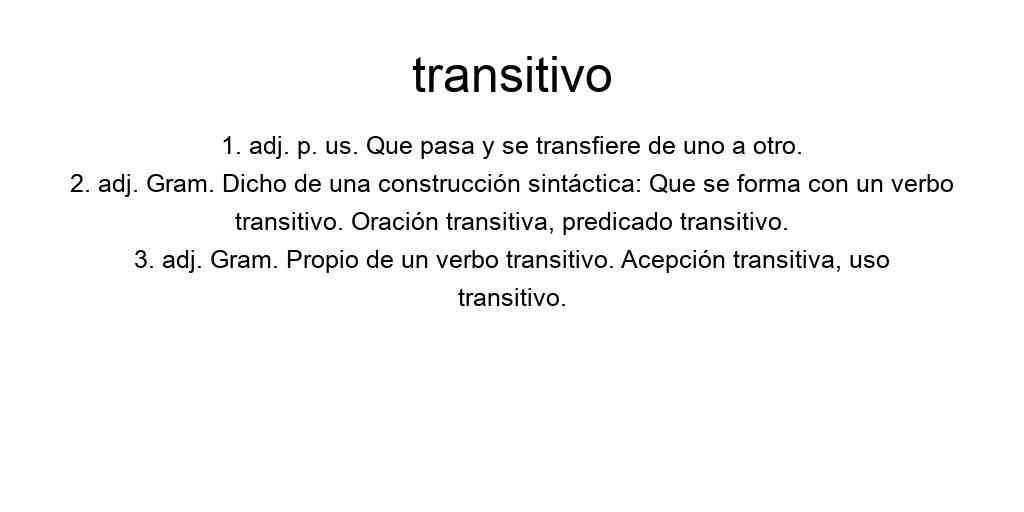 transitivo
1. adj. p. us. Que pasa y se transfiere de uno a otro.
2. adj. Gram. Dicho de una construcción sintáctica: Que se forma con un verbo
transitivo. Oración transitiva, predicado transitivo.
3. adj. Gram. Propio de un verbo transitivo. Acepción transitiva, uso
transitivo.